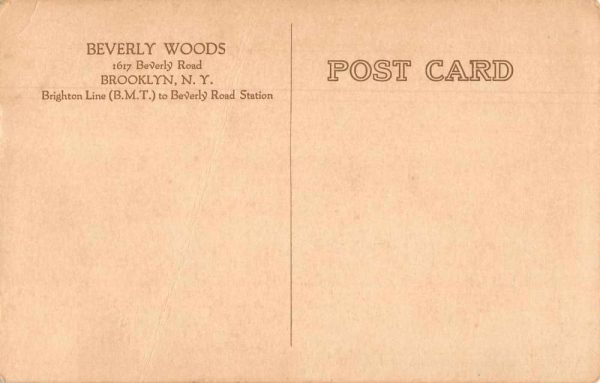 BEVERLY WOODS
1617 Beverly Road
BROOKLYN, N. Y.
Brighton Line (B.M.T.) to Beverly Road Station
POST CARD